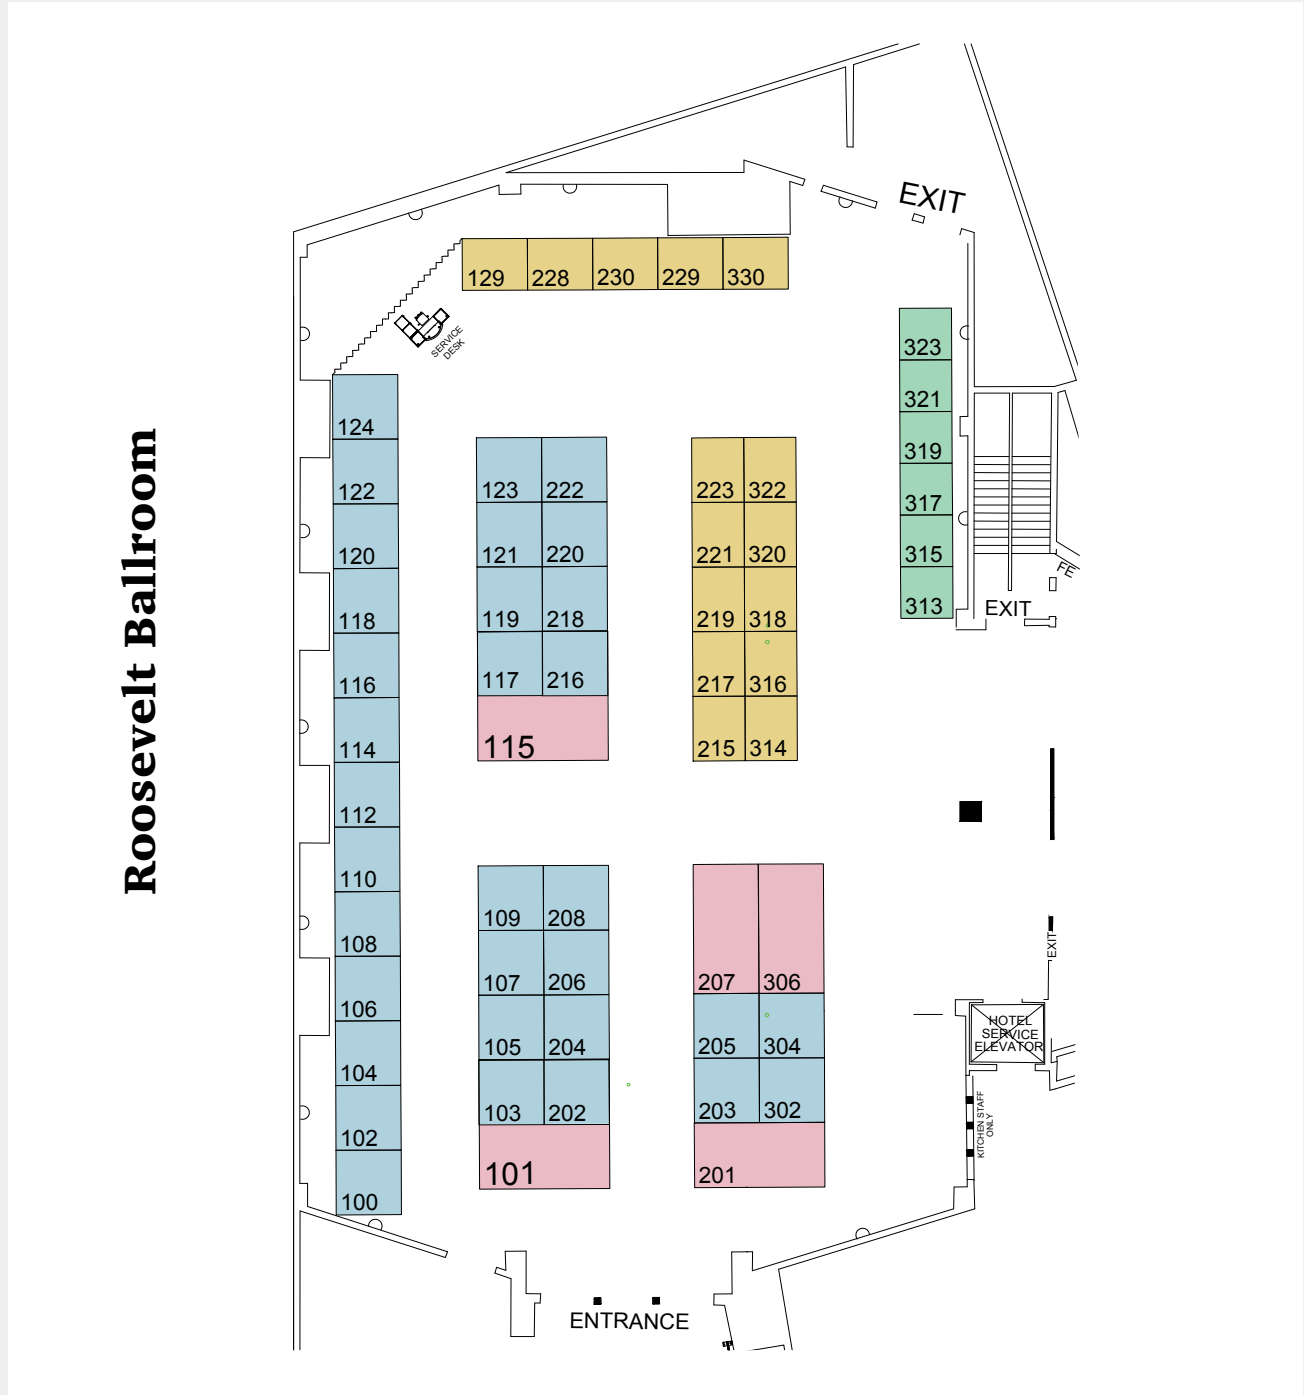 EXIT
129 228 230 229 330
SERVICE
DESK
323
321
319
317
315
313
124
122
120
118
116
114
112
110
108
106
104
102
100
123 222
121 220
119 218
117 216
115
223 322
221 320
219 318
217 316
215 314
FE
EXIT
Roosevelt Ballroom
109 208
107 206
105 204
103 202
101
207 306
205 304
203 302
201
EXIT
HOTEL
SERVICE
ELEVATOR
KITCHEN STAFF
ONLY
ENTRANCE